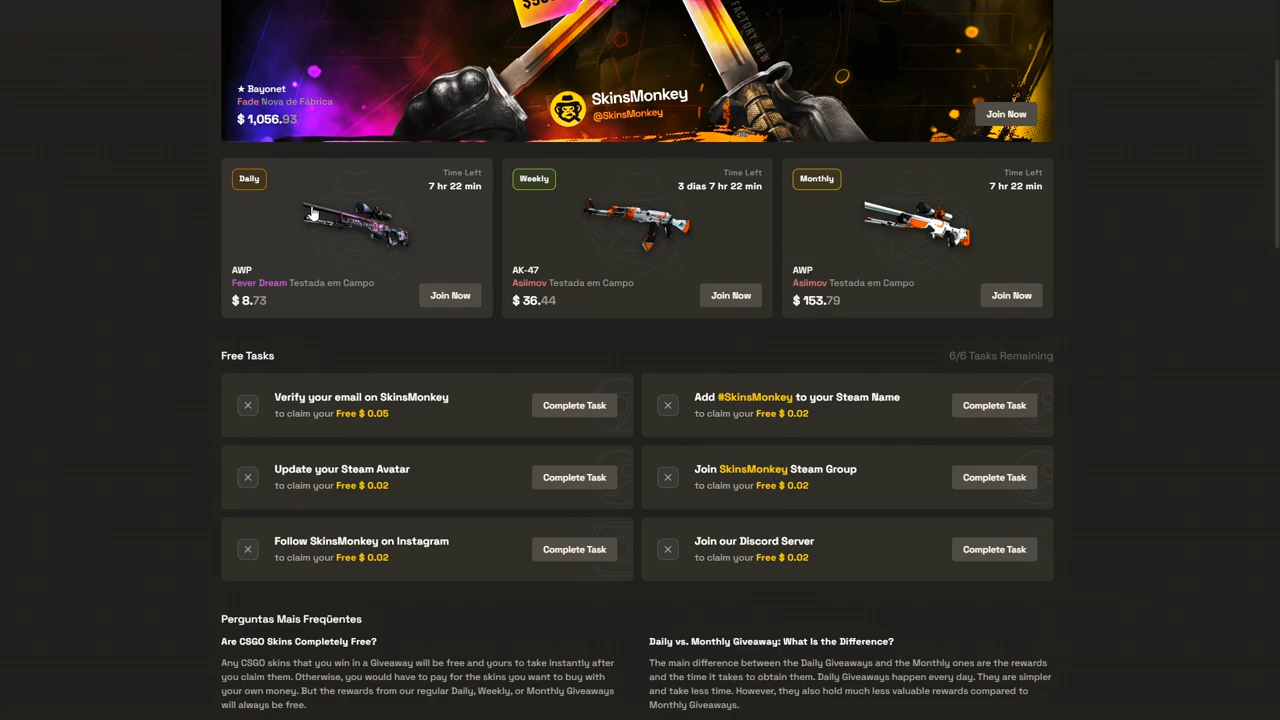 FACTORY NEW
★ Bayonet
Fade Nova de Fábrica
$ 1,056.93
SkinsMonkey
@SkinsMonkey
Join Now
Daily
Time Left
7 hr 22 min
AWP
Fever Dream Testada em Campo
$ 8.73
Join Now
Weekly
Time Left
3 dias 7 hr 22 min
AK-47
Asiimov Testada em Campo
$ 36.44
Join Now
Monthly
Time Left
7 hr 22 min
AWP
Asiimov Testada em Campo
$ 153.79
Join Now
Free Tasks
6/6 Tasks Remaining
Verify your email on SkinsMonkey
to claim your Free $ 0.05
Complete Task
Add #SkinsMonkey to your Steam Name
to claim your Free $ 0.02
Complete Task
Update your Steam Avatar
to claim your Free $ 0.02
Complete Task
Join SkinsMonkey Steam Group
to claim your Free $ 0.02
Complete Task
Follow SkinsMonkey on Instagram
to claim your Free $ 0.02
Complete Task
Join our Discord Server
to claim your Free $ 0.02
Complete Task
Perguntas Mais Freqüentes
Are CSGO Skins Completely Free?
Any CSGO skins that you win in a Giveaway will be free and yours to take instantly after
you claim them. Otherwise, you would have to pay for the skins you want to buy with
your own money. But the rewards from our regular Daily, Weekly, or Monthly Giveaways
will always be free.
Daily vs. Monthly Giveaway: What Is the Difference?
The main difference between the Daily Giveaways and the Monthly ones are the rewards
and the time it takes to obtain them. Daily Giveaways happen every day. They are simpler
and take less time. However, they also hold much less valuable rewards compared to
Monthly Giveaways.